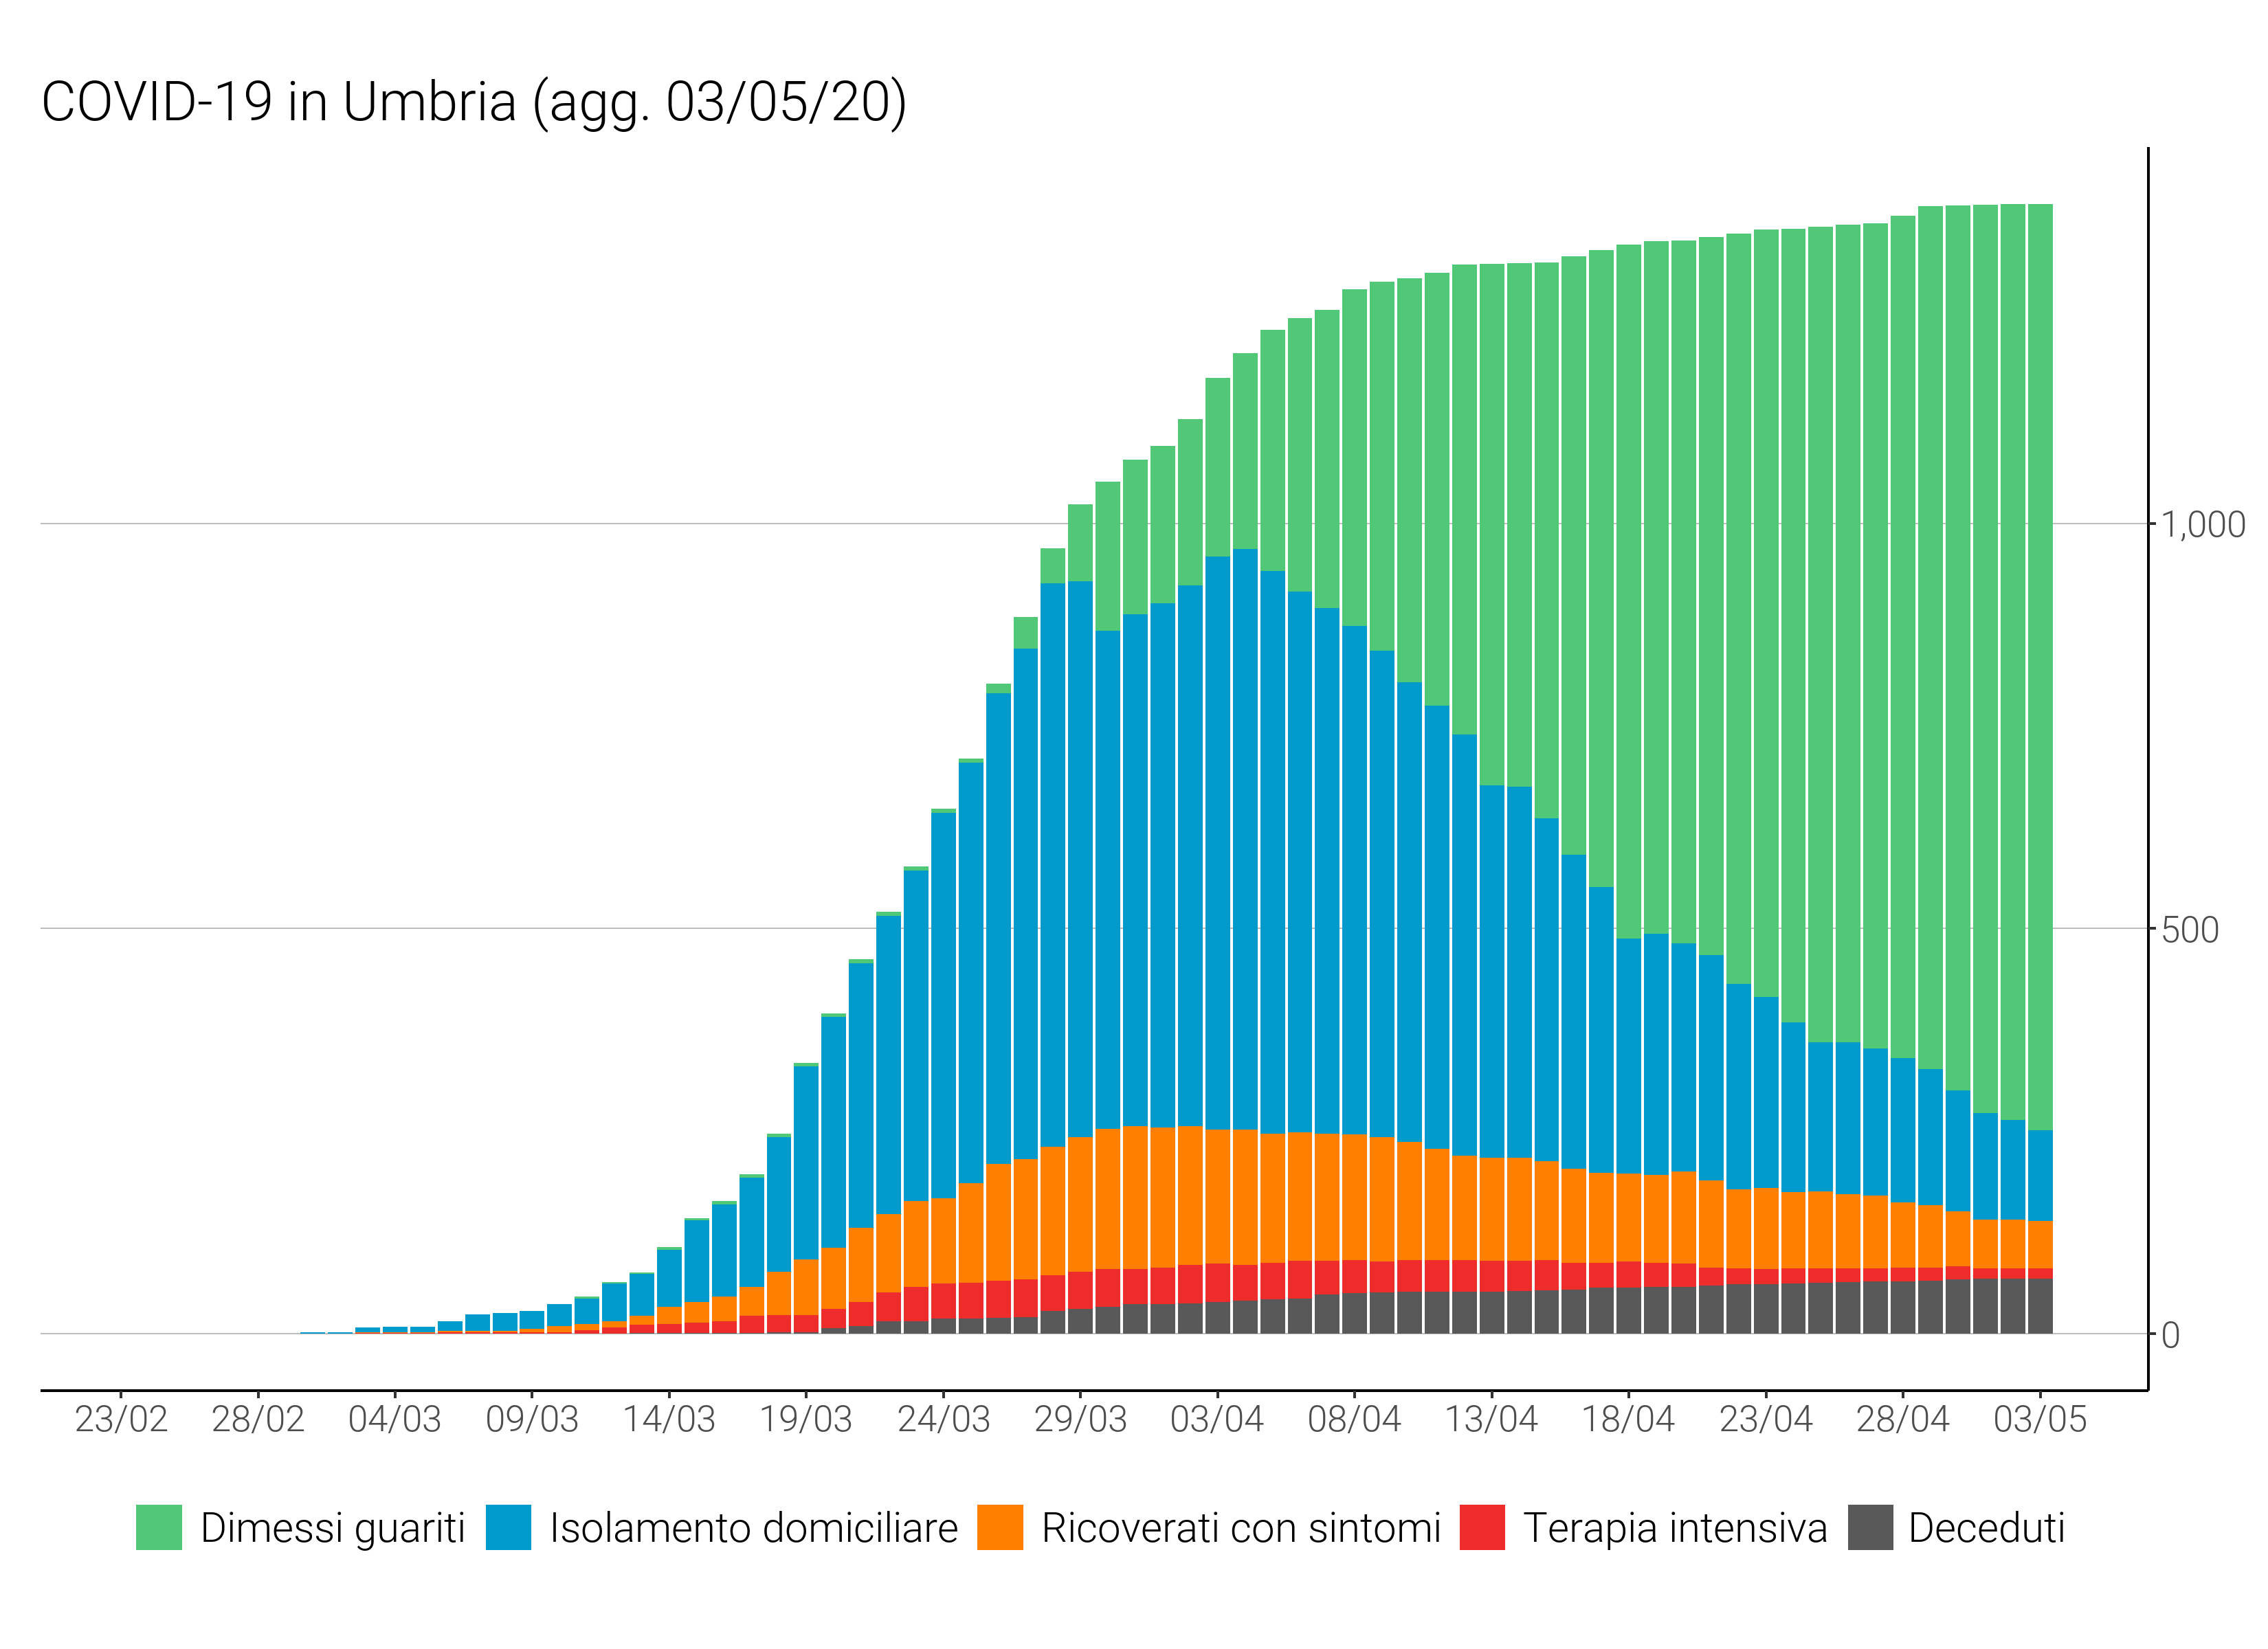 COVID-19 in Umbria (agg. 03/05/20)
1,000
500
0
23/02 28/02 04/03 09/03 14/03 19/03 24/03 29/03 03/04 08/04 13/04 18/04 23/04 28/04 03/05
Dimessi guariti Isolamento domiciliare Ricoverati con sintomi Terapia intensiva Deceduti